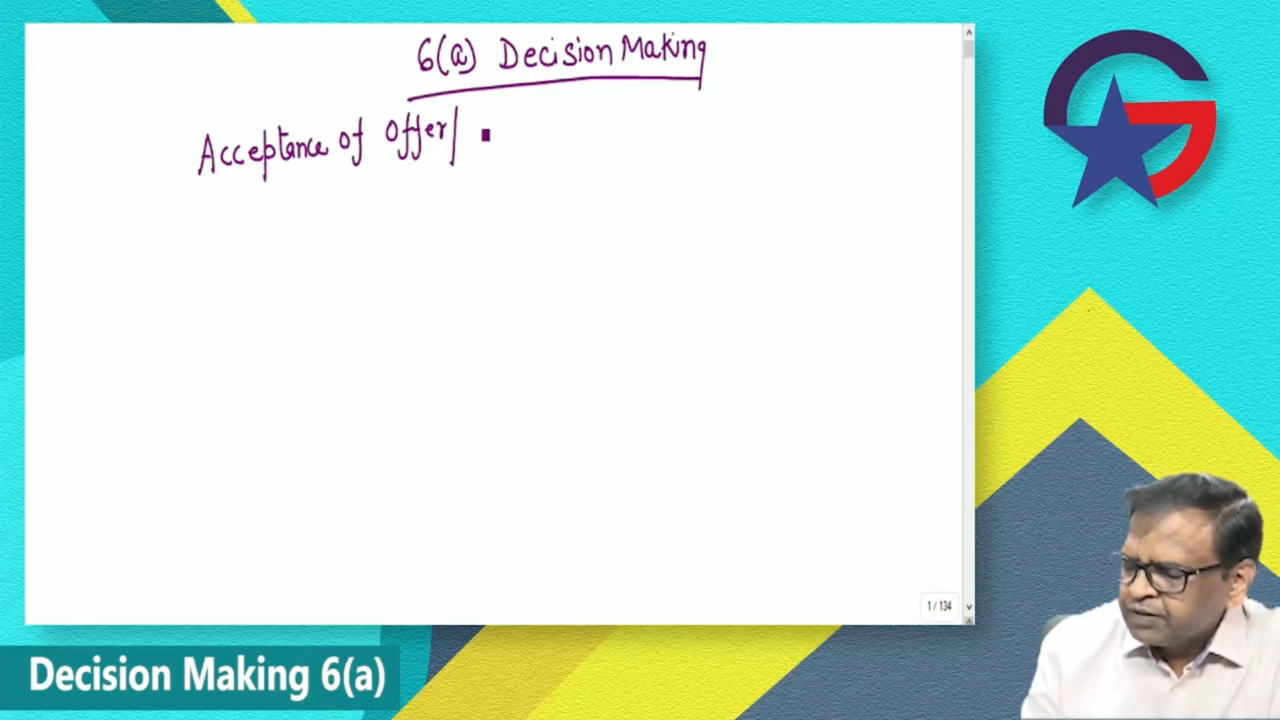 6(a) Decision Making
Acceptance of Offer/
1 / 134
Decision Making 6(a)